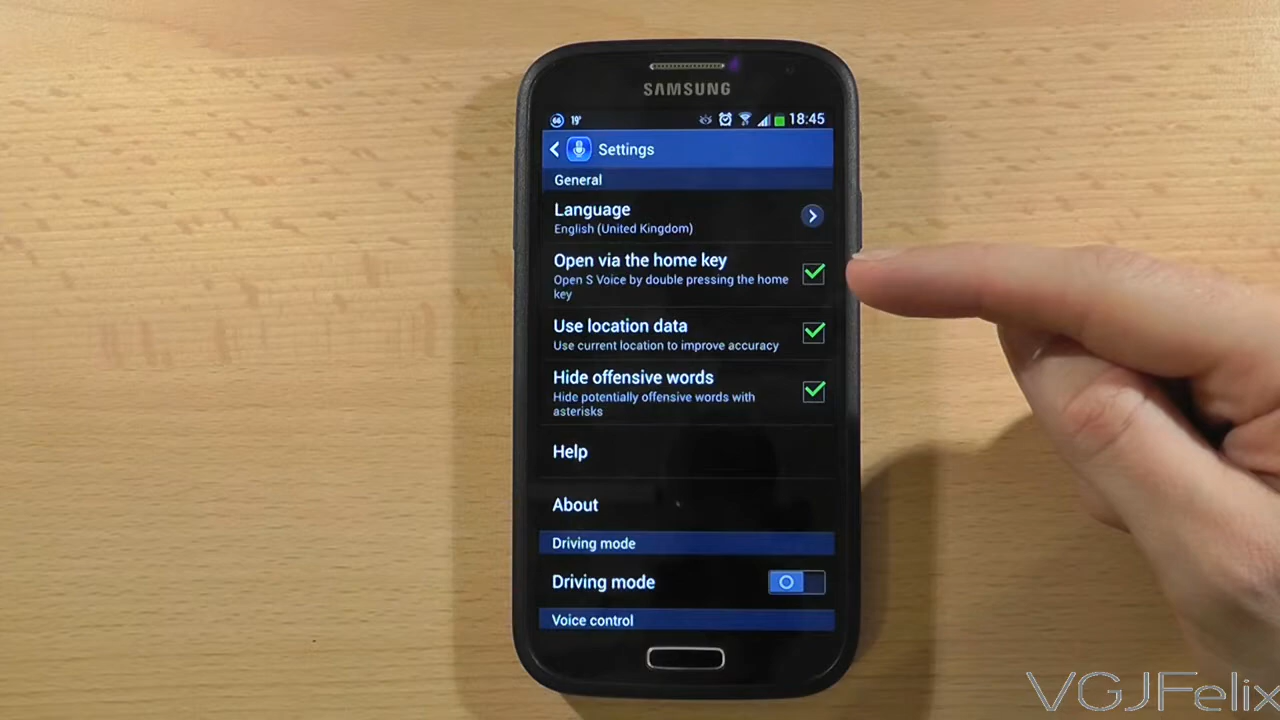 SAMSUNG
66 19° 18:45
Settings
General
Language
English (United Kingdom)
Open via the home key
Open S Voice by double pressing the home
key
Use location data
Use current location to improve accuracy
Hide offensive words
Hide potentially offensive words with
asterisks
Help
About
Driving mode
Driving mode
Voice control
VGJFelix